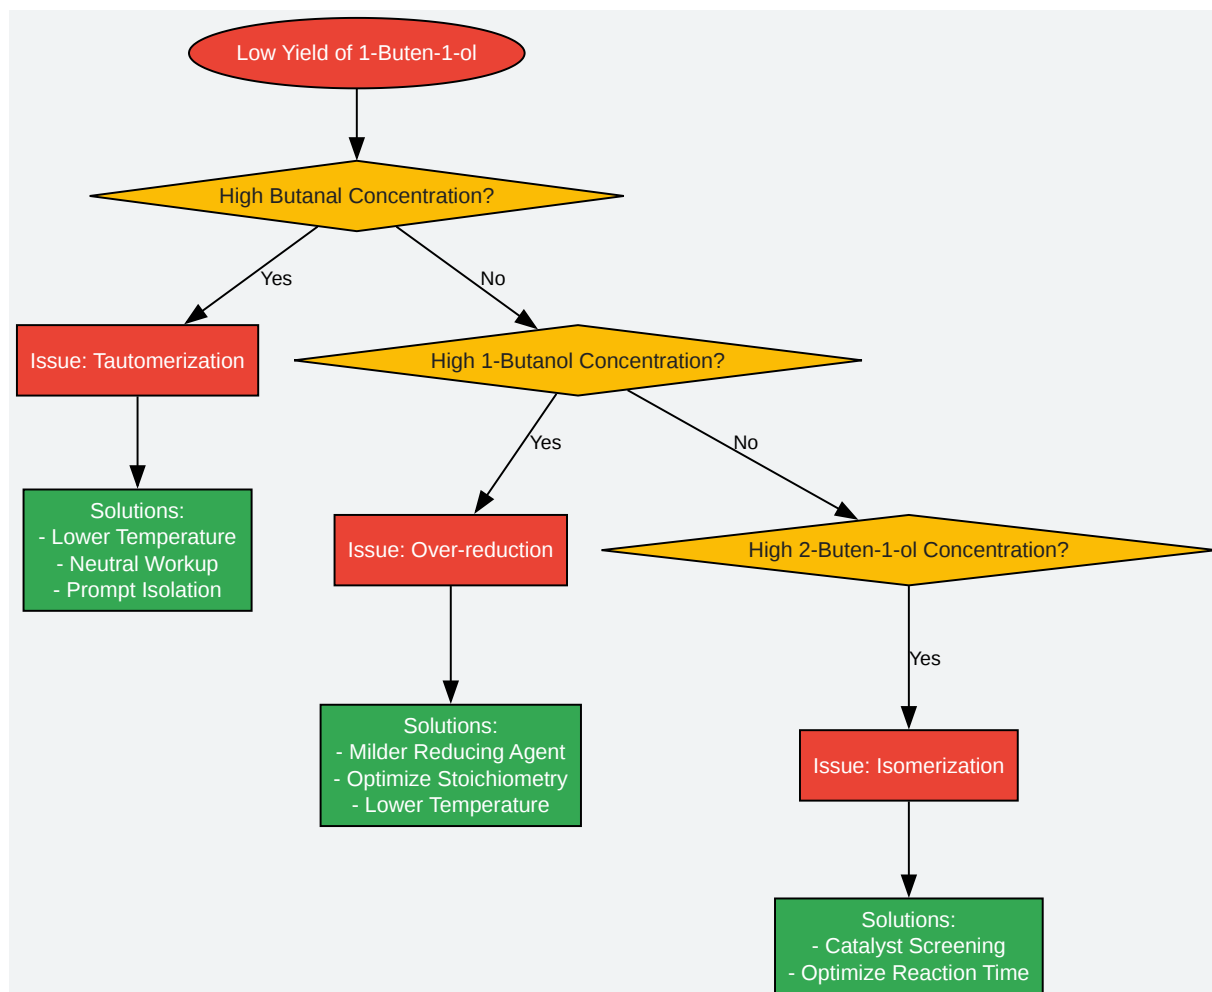 Low Yield of 1-Buten-1-ol
High Butanal Concentration?
Yes
No
Issue: Tautomerization
High 1-Butanol Concentration?
Yes
No
Solutions:
- Lower Temperature
- Neutral Workup
- Prompt Isolation
Issue: Over-reduction
High 2-Buten-1-ol Concentration?
Yes
Solutions:
- Milder Reducing Agent
- Optimize Stoichiometry
- Lower Temperature
Issue: Isomerization
Solutions:
- Catalyst Screening
- Optimize Reaction Time